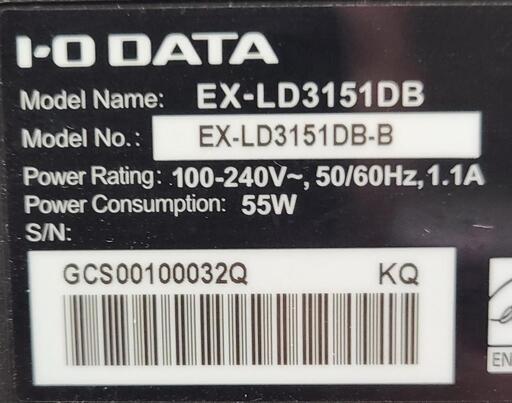 I-O DATA
Model Name: EX-LD3151DB
Model No.: EX-LD3151DB-B
Power Rating: 100-240V~, 50/60Hz,1.1A
Power Consumption: 55W
S/N:
GCS00100032Q KQ
EN